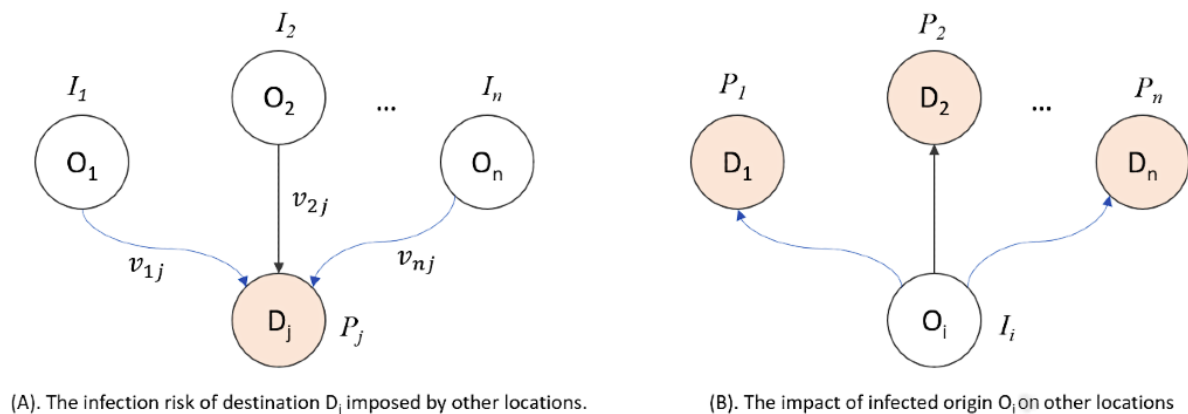 I₂ P₂
I₁ O₂ ... Iₙ P₁ D₂ ... Pₙ
O₁ Oₙ D₁ Dₙ
v₂ⱼ
v₁ⱼ vₙⱼ
Dⱼ Pⱼ Oᵢ Iᵢ
(A). The infection risk of destination Dⱼ imposed by other locations. (B). The impact of infected origin Oᵢ on other locations